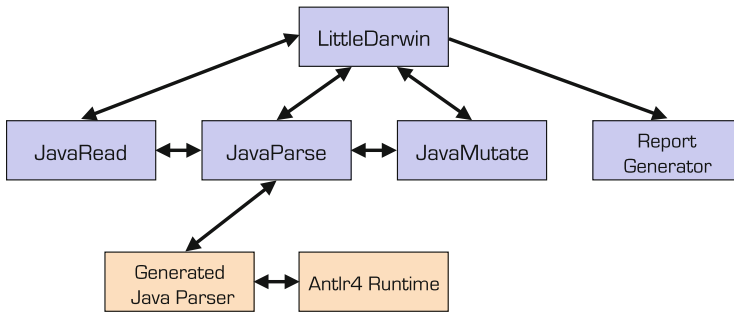 LittleDarwin
JavaRead
JavaParse
JavaMutate
Report
Generator
Generated
Java Parser
Antlr4 Runtime